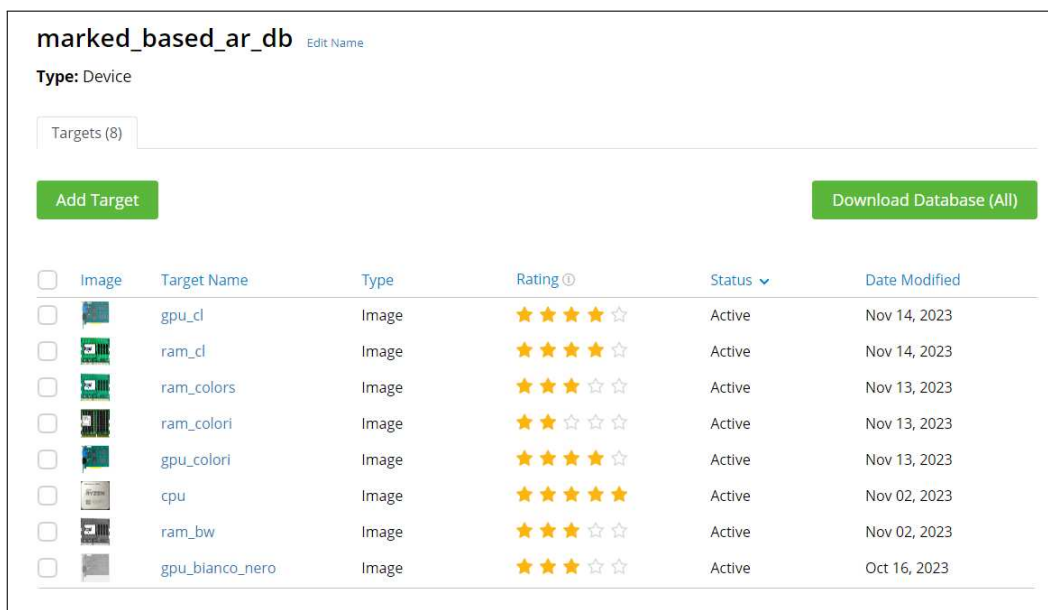 marked_based_ar_db Edit Name
Type: Device
Targets (8)
Add Target Download Database (All)
Image Target Name Type Rating Status Date Modified
gpu_cl Image Active Nov 14, 2023
ram_cl Image Active Nov 14, 2023
ram_colors Image Active Nov 13, 2023
ram_colori Image Active Nov 13, 2023
gpu_colori Image Active Nov 13, 2023
RYZEN cpu Image Active Nov 02, 2023
ram_bw Image Active Nov 02, 2023
gpu_bianco_nero Image Active Oct 16, 2023